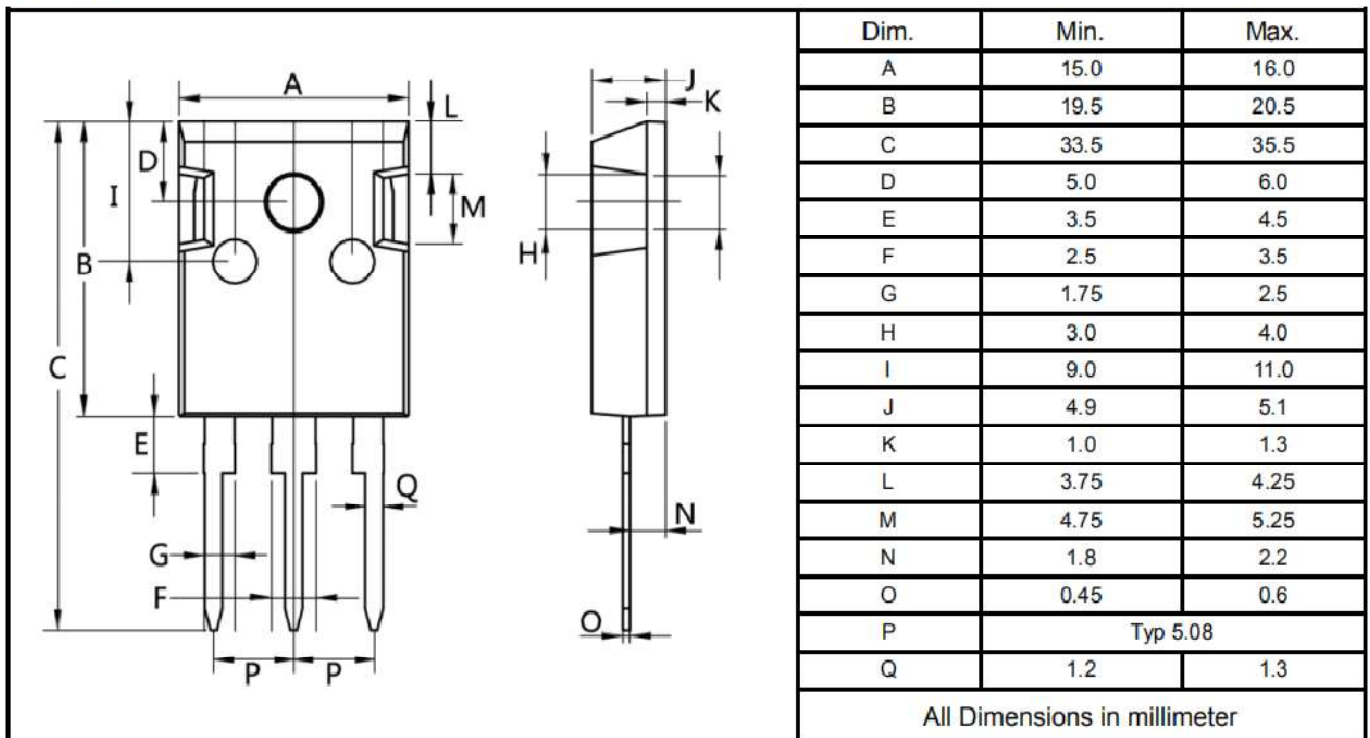 A
L
D
I
M
B
C
E
Q
G
F
P P
J
K
H
N
O
Dim. Min. Max.
A 15.0 16.0
B 19.5 20.5
C 33.5 35.5
D 5.0 6.0
E 3.5 4.5
F 2.5 3.5
G 1.75 2.5
H 3.0 4.0
I 9.0 11.0
J 4.9 5.1
K 1.0 1.3
L 3.75 4.25
M 4.75 5.25
N 1.8 2.2
O 0.45 0.6
P Typ 5.08
Q 1.2 1.3
All Dimensions in millimeter